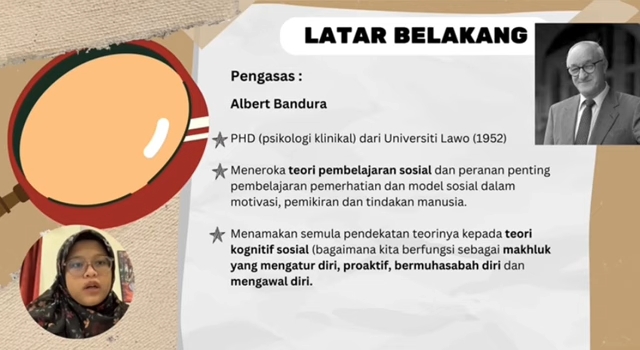 LATAR BELAKANG
Pengasas :
Albert Bandura
PHD (psikologi klinikal) dari Universiti Lawo (1952)
Meneroka teori pembelajaran sosial dan peranan penting
pembelajaran pemerhatian dan model sosial dalam
motivasi, pemikiran dan tindakan manusia.
Menamakan semula pendekatan teorinya kepada teori
kognitif sosial (bagaimana kita berfungsi sebagai makhluk
yang mengatur diri, proaktif, bermuhasabah diri dan
mengawal diri.